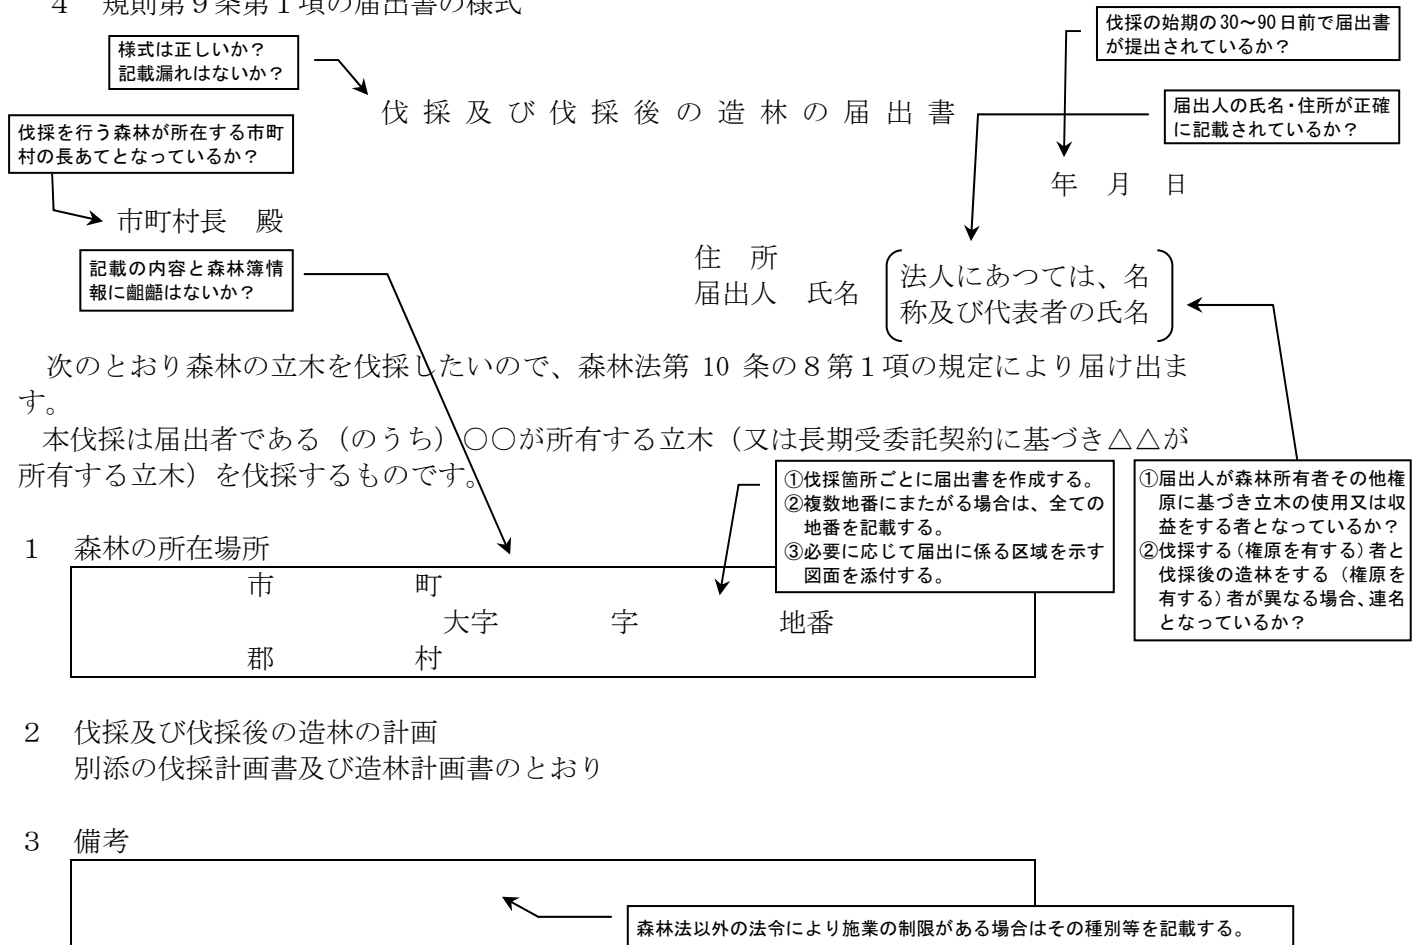 ４　規則第９条第１項の届出書の様式
伐採の始期の30～90日前で届出書
が提出されているか？
様式は正しいか？
記載漏れはないか？
伐採及び伐採後の造林の届出書
届出人の氏名・住所が正確
に記載されているか？
伐採を行う森林が所在する市町
村の長あてとなっているか？
年　月　日
市町村長　殿
記載の内容と森林簿情
報に齟齬はないか？
住　所
届出人　氏名
法人にあつては、名
称及び代表者の氏名
次のとおり森林の立木を伐採したいので、森林法第 10 条の８第１項の規定により届け出ま
す。
本伐採は届出者である（のうち）○○が所有する立木（又は長期受委託契約に基づき△△が
所有する立木）を伐採するものです。
①伐採箇所ごとに届出書を作成する。
②複数地番にまたがる場合は、全ての
地番を記載する。
③必要に応じて届出に係る区域を示す
図面を添付する。
①届出人が森林所有者その他権
原に基づき立木の使用又は収
益をする者となっているか？
②伐採する（権原を有する）者と
伐採後の造林をする（権原を
有する）者が異なる場合、連名
となっているか？
１　森林の所在場所
市　町
大字　字　地番
郡　村
２　伐採及び伐採後の造林の計画
別添の伐採計画書及び造林計画書のとおり
３　備考
森林法以外の法令により施業の制限がある場合はその種別等を記載する。